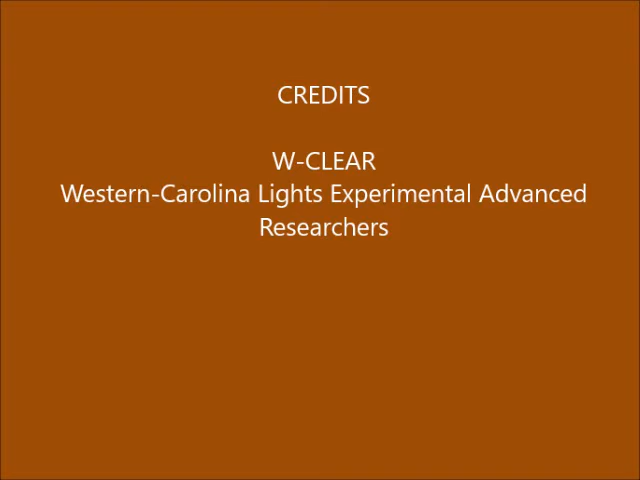 CREDITS
W-CLEAR
Western-Carolina Lights Experimental Advanced
Researchers